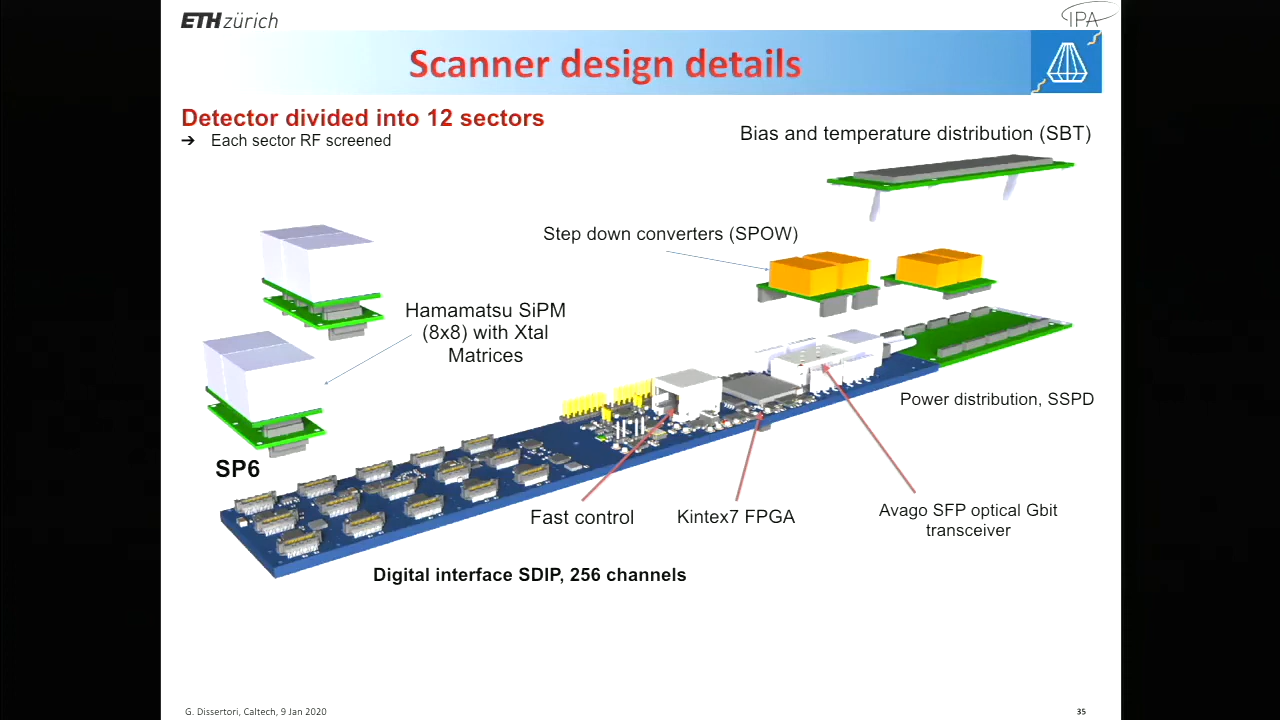 ETH zürich
IPA
Scanner design details
Detector divided into 12 sectors
➔ Each sector RF screened
Bias and temperature distribution (SBT)
Step down converters (SPOW)
Hamamatsu SiPM
(8x8) with Xtal
Matrices
Power distribution, SSPD
SP6
Fast control
Kintex7 FPGA
Avago SFP optical Gbit
transceiver
Digital interface SDIP, 256 channels
G. Dissertori, Caltech, 9 Jan 2020
35